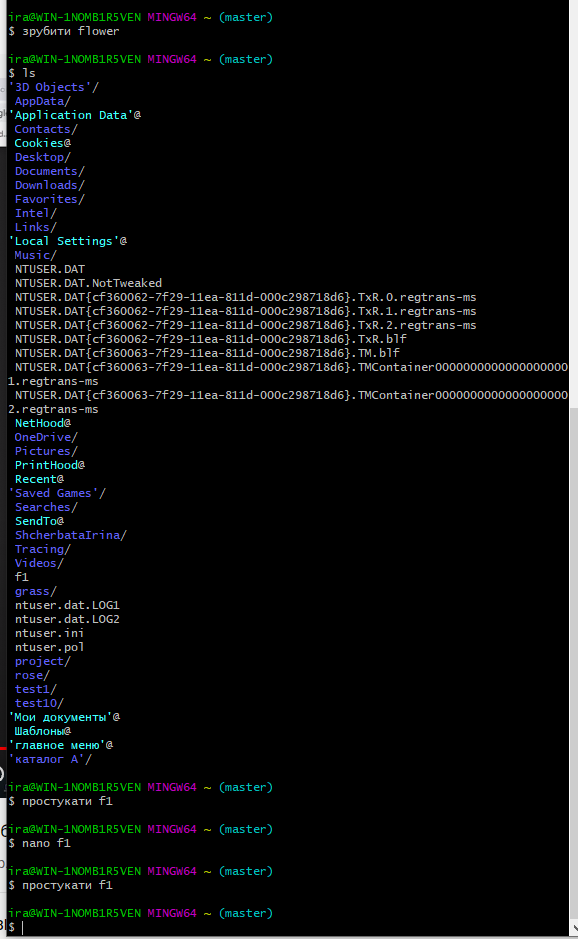 ira@WIN-1NOMB1R5VEN MINGW64 ~ (master)
$ зрубити flower
ira@WIN-1NOMB1R5VEN MINGW64 ~ (master)
$ ls
'3D Objects'/
AppData/
'Application Data'@
Contacts/
Cookies@
Desktop/
Documents/
Downloads/
Favorites/
Intel/
Links/
'Local Settings'@
Music/
NTUSER.DAT
NTUSER.DAT.NotTweaked
NTUSER.DAT{cf360062-7f29-11ea-811d-000c298718d6}.TxR.0.regtrans-ms
NTUSER.DAT{cf360062-7f29-11ea-811d-000c298718d6}.TxR.1.regtrans-ms
NTUSER.DAT{cf360062-7f29-11ea-811d-000c298718d6}.TxR.2.regtrans-ms
NTUSER.DAT{cf360062-7f29-11ea-811d-000c298718d6}.TxR.blf
NTUSER.DAT{cf360063-7f29-11ea-811d-000c298718d6}.TM.blf
NTUSER.DAT{cf360063-7f29-11ea-811d-000c298718d6}.TMContainer0000000000000000000
1.regtrans-ms
NTUSER.DAT{cf360063-7f29-11ea-811d-000c298718d6}.TMContainer0000000000000000000
2.regtrans-ms
NetHood@
OneDrive/
Pictures/
PrintHood@
Recent@
'Saved Games'/
Searches/
SendTo@
ShcherbataIrina/
Tracing/
Videos/
f1
grass/
ntuser.dat.LOG1
ntuser.dat.LOG2
ntuser.ini
ntuser.pol
project/
rose/
test1/
test10/
'Мои документы'@
Шаблоны@
'главное меню'@
'каталог А'/
ira@WIN-1NOMB1R5VEN MINGW64 ~ (master)
$ простукати f1
ira@WIN-1NOMB1R5VEN MINGW64 ~ (master)
$ nano f1
ira@WIN-1NOMB1R5VEN MINGW64 ~ (master)
$ простукати f1
ira@WIN-1NOMB1R5VEN MINGW64 ~ (master)
$